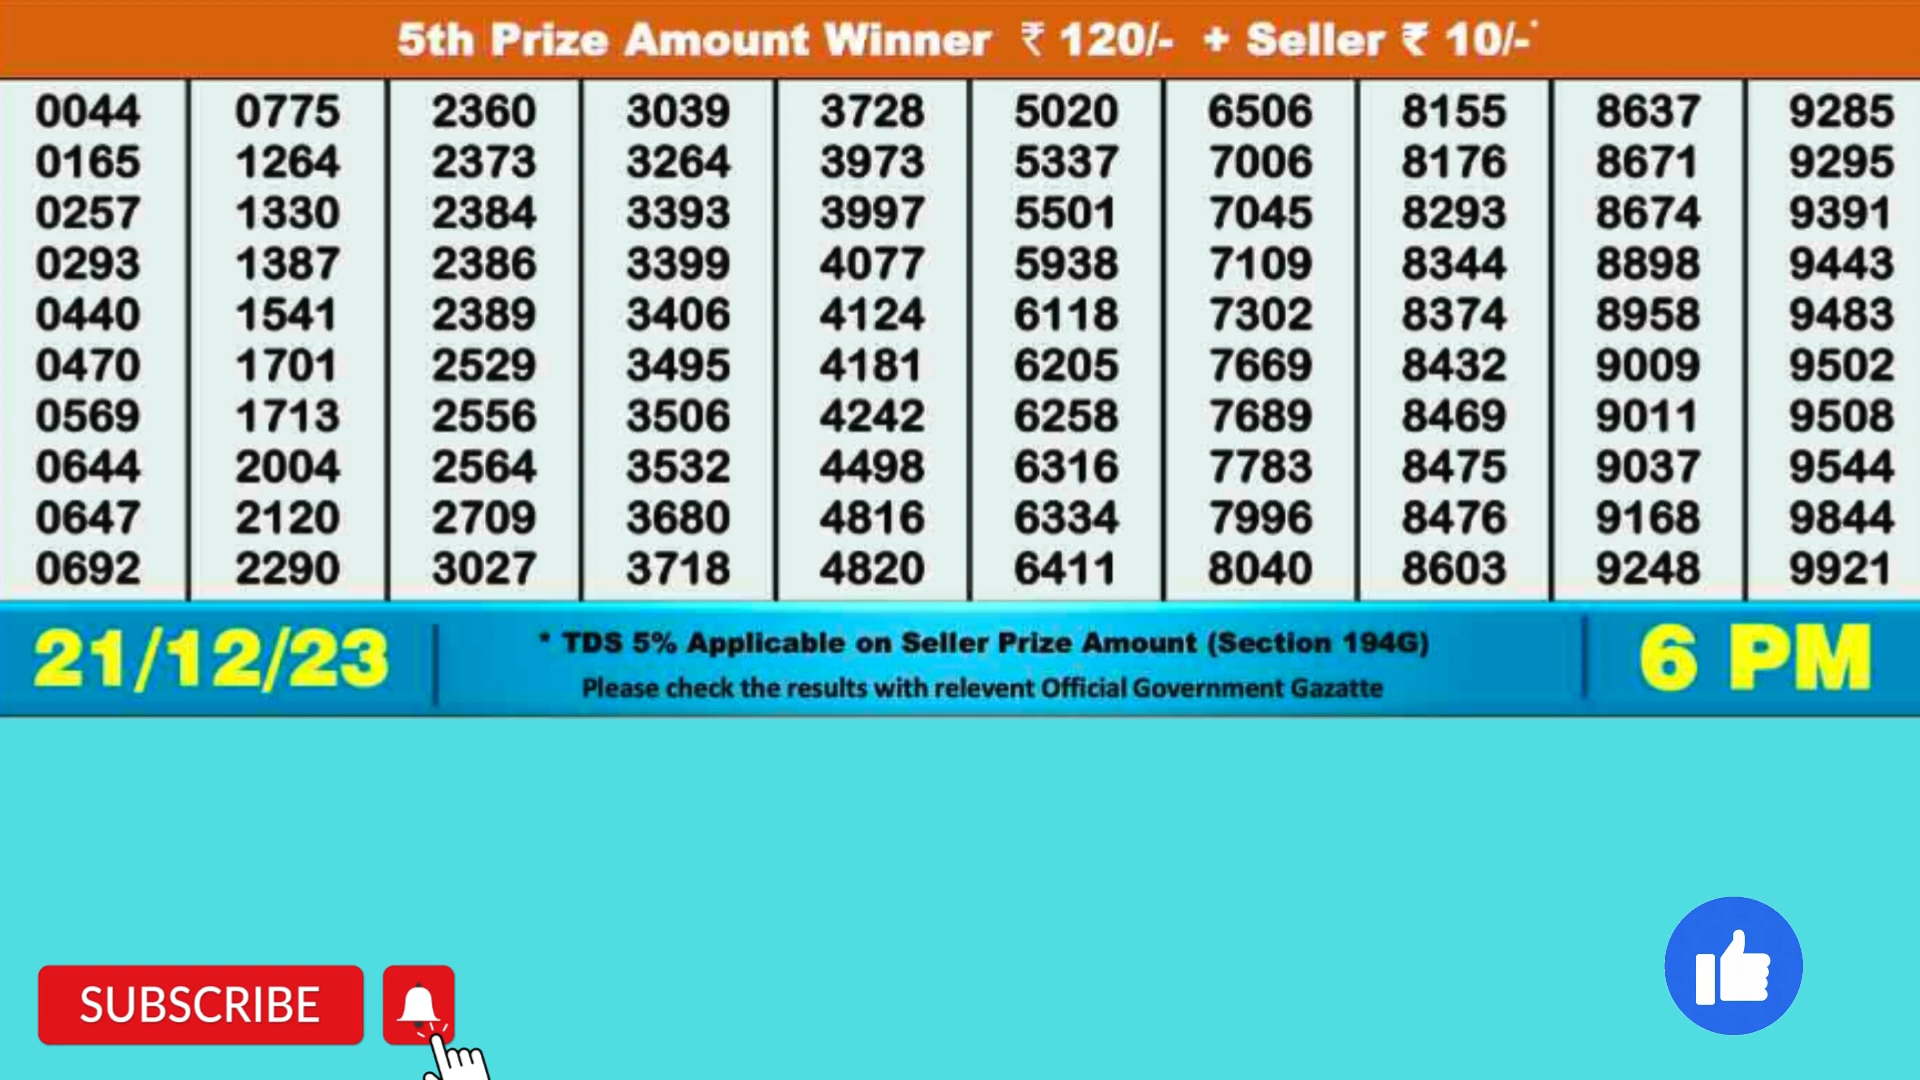 5th Prize Amount Winner ₹ 120/- + Seller ₹ 10/-*
0044 0775 2360 3039 3728 5020 6506 8155 8637 9285
0165 1264 2373 3264 3973 5337 7006 8176 8671 9295
0257 1330 2384 3393 3997 5501 7045 8293 8674 9391
0293 1387 2386 3399 4077 5938 7109 8344 8898 9443
0440 1541 2389 3406 4124 6118 7302 8374 8958 9483
0470 1701 2529 3495 4181 6205 7669 8432 9009 9502
0569 1713 2556 3506 4242 6258 7689 8469 9011 9508
0644 2004 2564 3532 4498 6316 7783 8475 9037 9544
0647 2120 2709 3680 4816 6334 7996 8476 9168 9844
0692 2290 3027 3718 4820 6411 8040 8603 9248 9921
21/12/23
* TDS 5% Applicable on Seller Prize Amount (Section 194G)
Please check the results with relevent Official Government Gazatte
6 PM
SUBSCRIBE